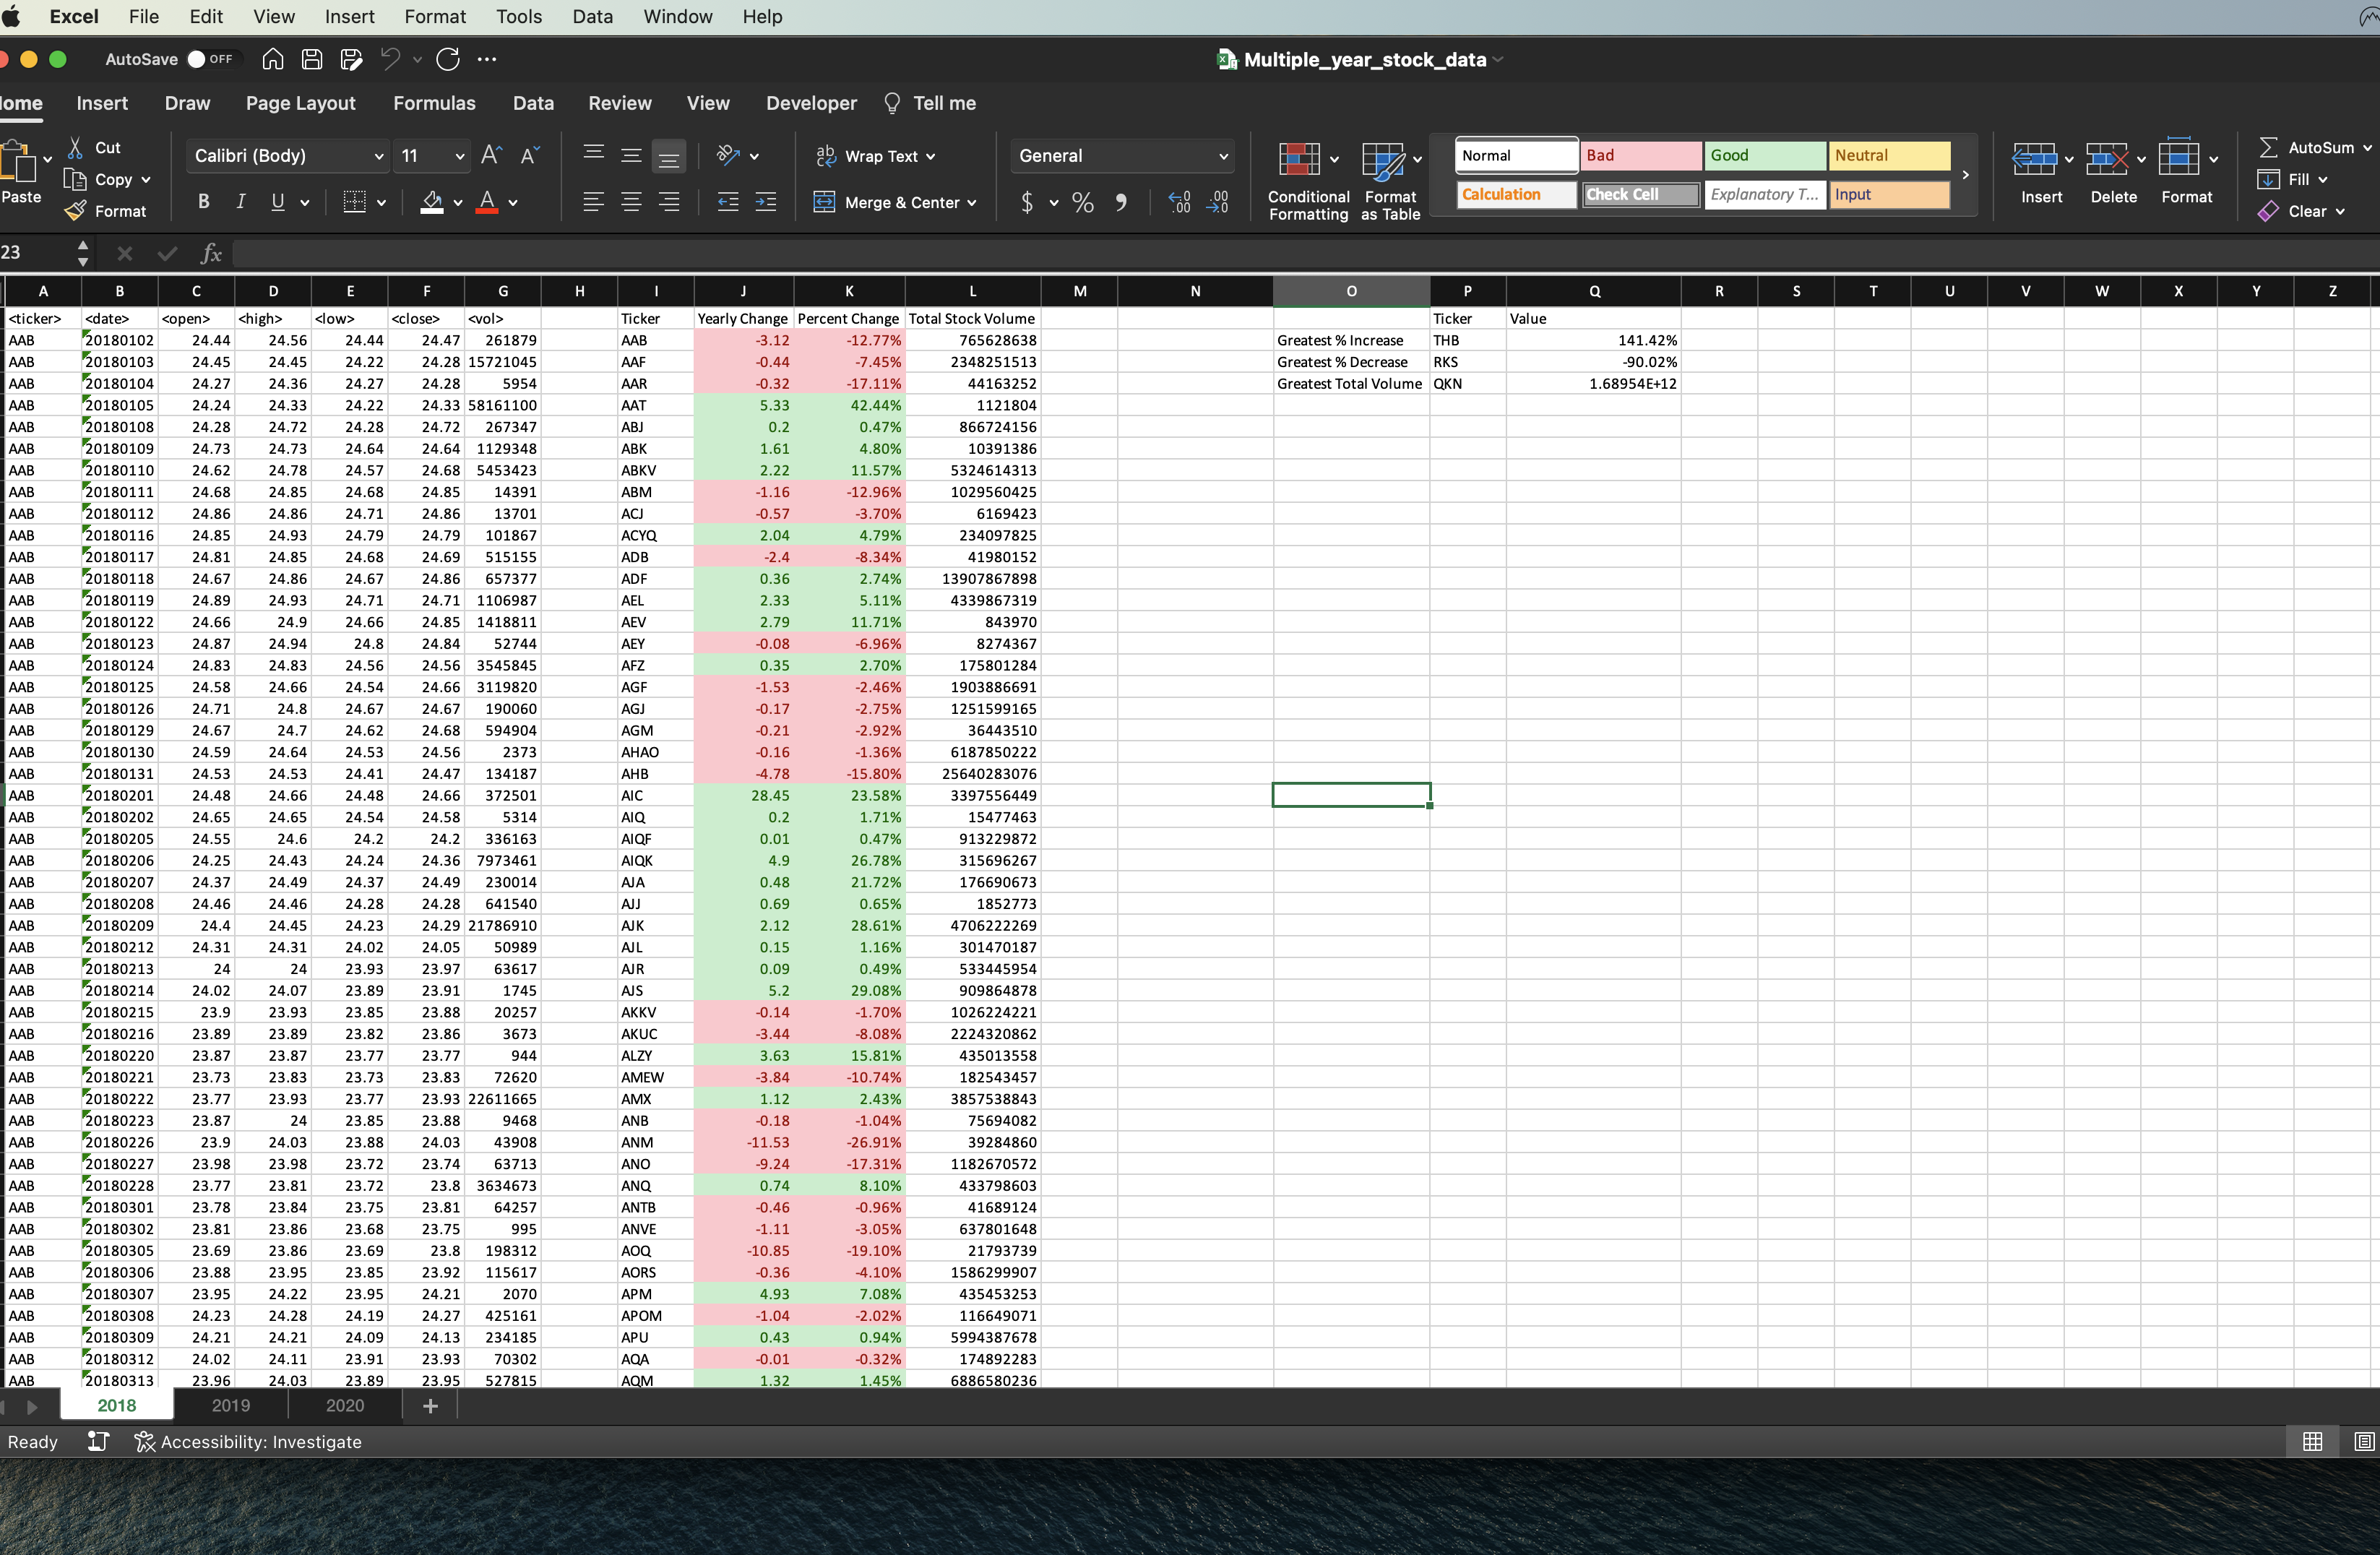 Excel File Edit View Insert Format Tools Data Window Help
AutoSave OFF Multiple_year_stock_data
ome Insert Draw Page Layout Formulas Data Review View Developer Tell me
Cut Calibri (Body) 11 Wrap Text General Normal Bad Good Neutral AutoSum
Paste Copy Conditional Formatting Format as Table Insert Delete Format Fill
Format B I U Merge & Center $ % Calculation Check Cell Explanatory T... Input Clear
23 fx
A B C D E F G H I J K L M N O P Q R S T U V W X Y Z
<ticker> <date> <open> <high> <low> <close> <vol> Ticker Yearly Change Percent Change Total Stock Volume Ticker Value
AAB 20180102 24.44 24.56 24.44 24.47 261879 AAB -3.12 -12.77% 765628638 Greatest % Increase THB 141.42%
AAB 20180103 24.45 24.45 24.22 24.28 15721045 AAF -0.44 -7.45% 2348251513 Greatest % Decrease RKS -90.02%
AAB 20180104 24.27 24.36 24.27 24.28 5954 AAR -0.32 -17.11% 44163252 Greatest Total Volume QKN 1.68954E+12
AAB 20180105 24.24 24.33 24.22 24.33 58161100 AAT 5.33 42.44% 1121804
AAB 20180108 24.28 24.72 24.28 24.72 267347 ABJ 0.2 0.47% 866724156
AAB 20180109 24.73 24.73 24.64 24.64 1129348 ABK 1.61 4.80% 10391386
AAB 20180110 24.62 24.78 24.57 24.68 5453423 ABKV 2.22 11.57% 5324614313
AAB 20180111 24.68 24.85 24.68 24.85 14391 ABM -1.16 -12.96% 1029560425
AAB 20180112 24.86 24.86 24.71 24.86 13701 ACJ -0.57 -3.70% 6169423
AAB 20180116 24.85 24.93 24.79 24.79 101867 ACYQ 2.04 4.79% 234097825
AAB 20180117 24.81 24.85 24.68 24.69 515155 ADB -2.4 -8.34% 41980152
AAB 20180118 24.67 24.86 24.67 24.86 657377 ADF 0.36 2.74% 13907867898
AAB 20180119 24.89 24.93 24.71 24.71 1106987 AEL 2.33 5.11% 4339867319
AAB 20180122 24.66 24.9 24.66 24.85 1418811 AEV 2.79 11.71% 843970
AAB 20180123 24.87 24.94 24.8 24.84 52744 AEY -0.08 -6.96% 8274367
AAB 20180124 24.83 24.83 24.56 24.56 3545845 AFZ 0.35 2.70% 175801284
AAB 20180125 24.58 24.66 24.54 24.66 3119820 AGF -1.53 -2.46% 1903886691
AAB 20180126 24.71 24.8 24.67 24.67 190060 AGJ -0.17 -2.75% 1251599165
AAB 20180129 24.67 24.7 24.62 24.68 594904 AGM -0.21 -2.92% 36443510
AAB 20180130 24.59 24.64 24.53 24.56 2373 AHAO -0.16 -1.36% 6187850222
AAB 20180131 24.53 24.53 24.41 24.47 134187 AHB -4.78 -15.80% 25640283076
AAB 20180201 24.48 24.66 24.48 24.66 372501 AIC 28.45 23.58% 3397556449
AAB 20180202 24.65 24.65 24.54 24.58 5314 AIQ 0.2 1.71% 15477463
AAB 20180205 24.55 24.6 24.2 24.2 336163 AIQF 0.01 0.47% 913229872
AAB 20180206 24.25 24.43 24.24 24.36 7973461 AIQK 4.9 26.78% 315696267
AAB 20180207 24.37 24.49 24.37 24.49 230014 AJA 0.48 21.72% 176690673
AAB 20180208 24.46 24.46 24.28 24.28 641540 AJJ 0.69 0.65% 1852773
AAB 20180209 24.4 24.45 24.23 24.29 21786910 AJK 2.12 28.61% 4706222269
AAB 20180212 24.31 24.31 24.02 24.05 50989 AJL 0.15 1.16% 301470187
AAB 20180213 24 24 23.93 23.97 63617 AJR 0.09 0.49% 533445954
AAB 20180214 24.02 24.07 23.89 23.91 1745 AJS 5.2 29.08% 909864878
AAB 20180215 23.9 23.93 23.85 23.88 20257 AKKV -0.14 -1.70% 1026224221
AAB 20180216 23.89 23.89 23.82 23.86 3673 AKUC -3.44 -8.08% 2224320862
AAB 20180220 23.87 23.87 23.77 23.77 944 ALZY 3.63 15.81% 435013558
AAB 20180221 23.73 23.83 23.73 23.83 72620 AMEW -3.84 -10.74% 182543457
AAB 20180222 23.77 23.93 23.77 23.93 22611665 AMX 1.12 2.43% 3857538843
AAB 20180223 23.87 24 23.85 23.88 9468 ANB -0.18 -1.04% 75694082
AAB 20180226 23.9 24.03 23.88 24.03 43908 ANM -11.53 -26.91% 39284860
AAB 20180227 23.98 23.98 23.72 23.74 63713 ANO -9.24 -17.31% 1182670572
AAB 20180228 23.77 23.81 23.72 23.8 3634673 ANQ 0.74 8.10% 433798603
AAB 20180301 23.78 23.84 23.75 23.81 64257 ANTB -0.46 -0.96% 41689124
AAB 20180302 23.81 23.86 23.68 23.75 995 ANVE -1.11 -3.05% 637801648
AAB 20180305 23.69 23.86 23.69 23.8 198312 AOQ -10.85 -19.10% 21793739
AAB 20180306 23.88 23.95 23.85 23.92 115617 AORS -0.36 -4.10% 1586299907
AAB 20180307 23.95 24.22 23.95 24.21 2070 APM 4.93 7.08% 435453253
AAB 20180308 24.23 24.28 24.19 24.27 425161 APOM -1.04 -2.02% 116649071
AAB 20180309 24.21 24.21 24.09 24.13 234185 APU 0.43 0.94% 5994387678
AAB 20180312 24.02 24.11 23.91 23.93 70302 AQA -0.01 -0.32% 174892283
AAB 20180313 23.96 24.03 23.89 23.95 527815 AQM 1.32 1.45% 6886580236
2018 2019 2020 +
Ready Accessibility: Investigate